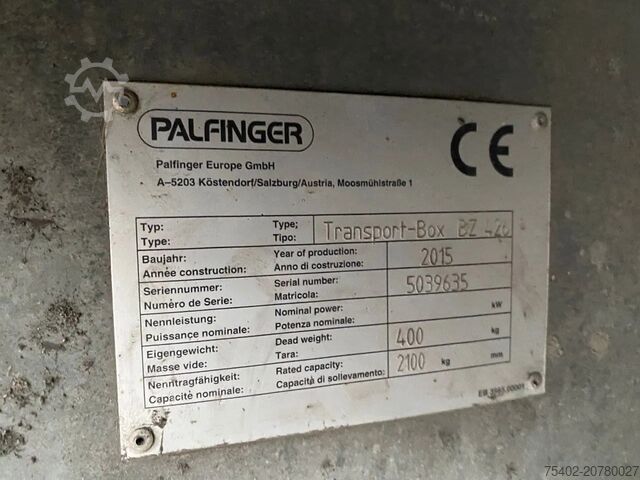 PALFINGER
CE
Palfinger Europe GmbH
A–5203 Köstendorf/Salzburg/Austria, Moosmühlstraße 1
Typ: Type; Transport-Box BZ 426
Type: Tipo:
Baujahr: Year of production: 2015
Année construction: Anno di costruzione:
Seriennummer: Serial number: 5039635
Numéro de Serie: Matricola:
Nennleistung: Nominal power: kW
Puissance nominale: Potenza nominale:
Eigengewicht: Dead weight: 400 kg
Masse vide: Tara:
Nenntragfähigkeit: Rated capacity: 2100 kg mm
Capacité nominale: Capacità di sollevamento:
75402-20780027